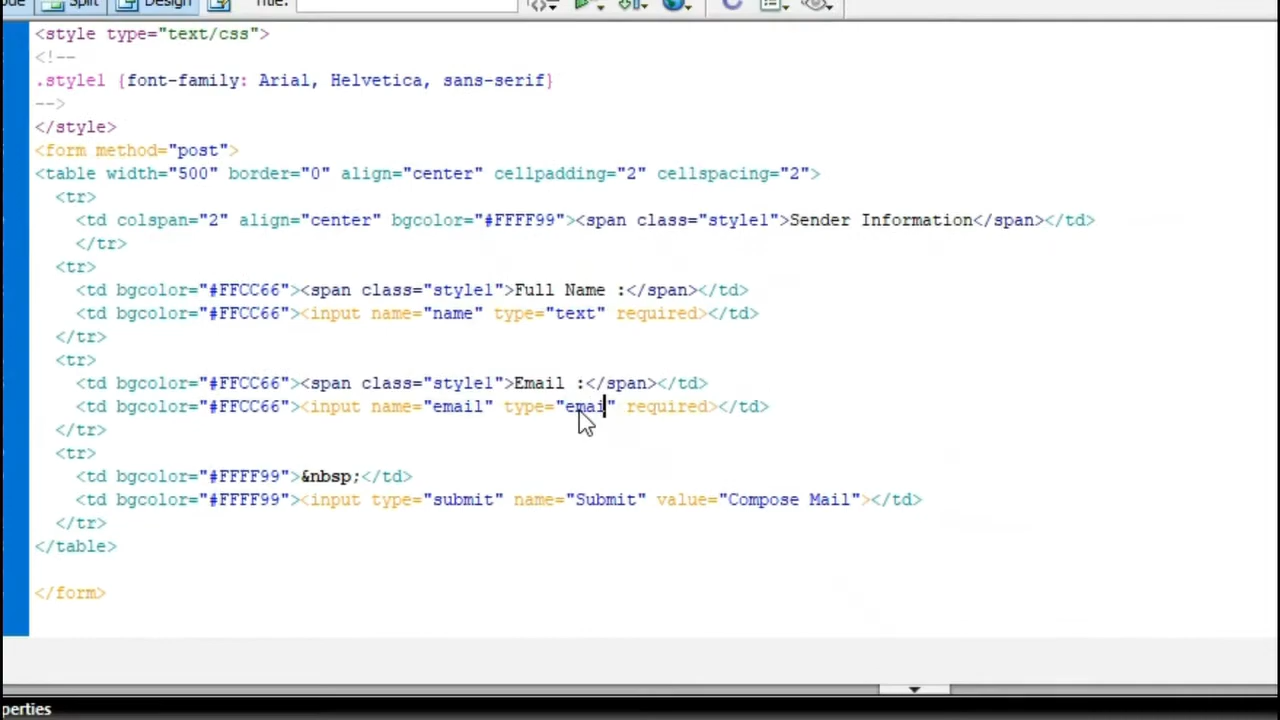 ode Split Design Title:
<style type="text/css">
<!--
.style1 {font-family: Arial, Helvetica, sans-serif}
-->
</style>
<form method="post">
<table width="500" border="0" align="center" cellpadding="2" cellspacing="2">
<tr>
<td colspan="2" align="center" bgcolor="#FFFF99"><span class="style1">Sender Information</span></td>
</tr>
<tr>
<td bgcolor="#FFCC66"><span class="style1">Full Name :</span></td>
<td bgcolor="#FFCC66"><input name="name" type="text" required></td>
</tr>
<tr>
<td bgcolor="#FFCC66"><span class="style1">Email :</span></td>
<td bgcolor="#FFCC66"><input name="email" type="emai" required></td>
</tr>
<tr>
<td bgcolor="#FFFF99">&nbsp;</td>
<td bgcolor="#FFFF99"><input type="submit" name="Submit" value="Compose Mail"></td>
</tr>
</table>
</form>
perties